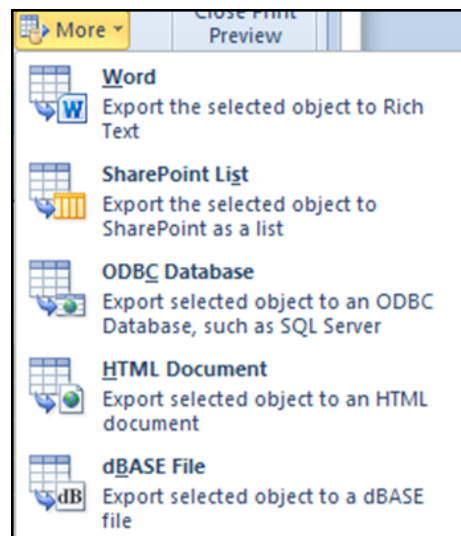 More
Close Print
Preview
Word
Export the selected object to Rich
Text
SharePoint List
Export the selected object to
SharePoint as a list
ODBC Database
Export selected object to an ODBC
Database, such as SQL Server
HTML Document
Export selected object to an HTML
document
dBASE File
Export selected object to a dBASE
file
W
dB